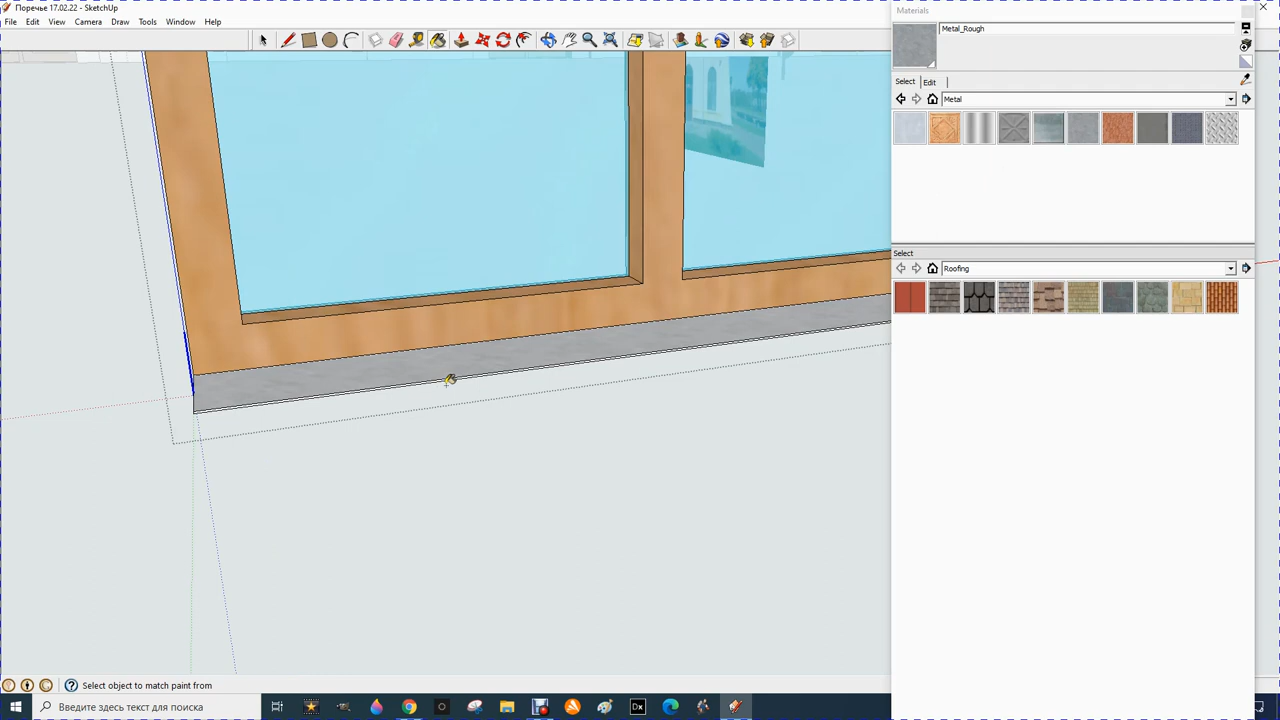 Поречье 17.02.22 - SketchUp
Materials
File Edit View Camera Draw Tools Window Help
Metal_Rough
Select Edit
Metal
Select
Roofing
Select object to match paint from
Введите здесь текст для поиска
Dx